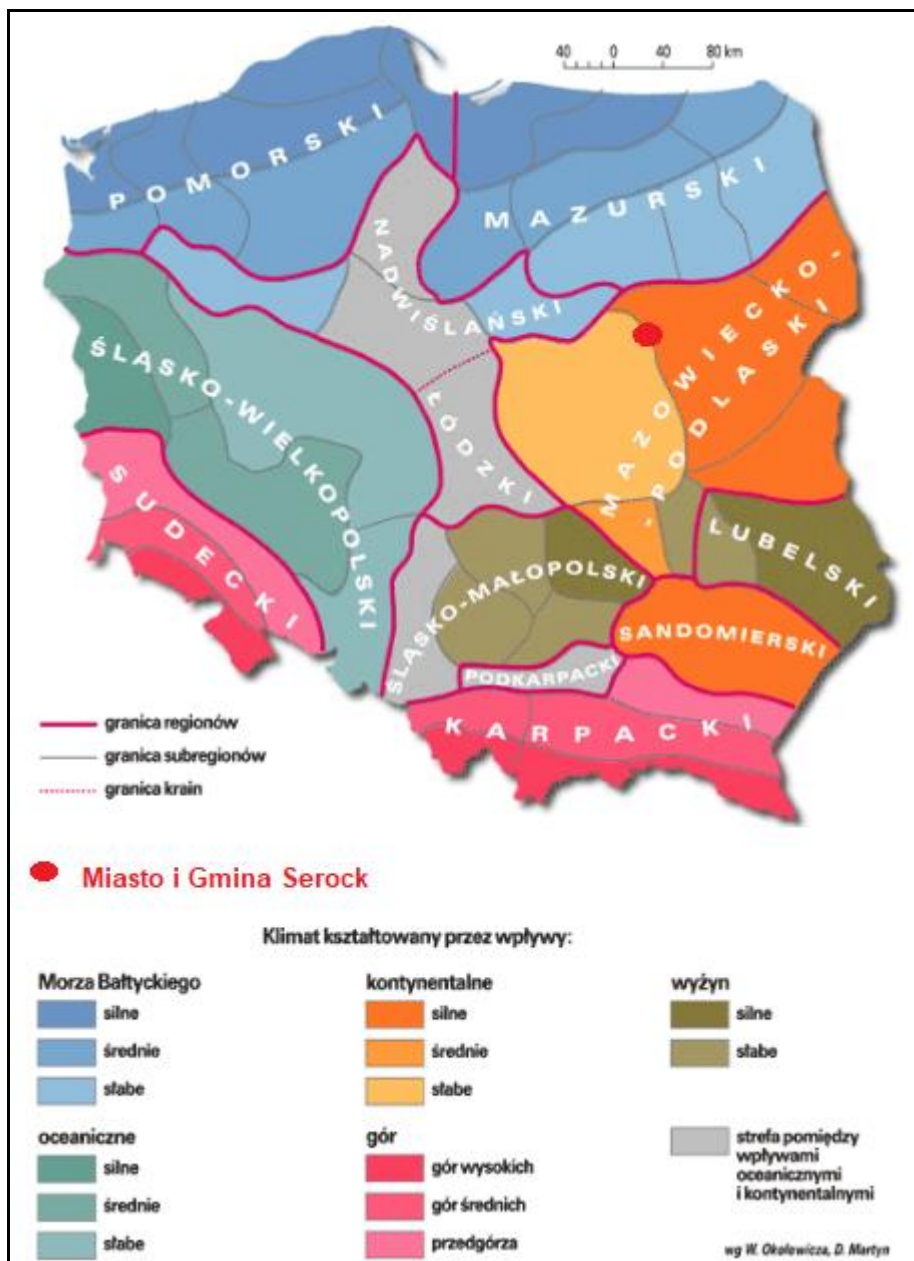 40 0 40 80 km
POMORSKI
MAZURSKI
NADWIŚLAŃSKI
MAZOWIECKO-
-PODLASKI
ŚLĄSKO-WIELKOPOLSKI
ŁÓDZKI
SUDECKI
LUBELSKI
ŚLĄSKO-MAŁOPOLSKI
SANDOMIERSKI
PODKARPACKI
KARPACKI
granica regionów
granica subregionów
granica krain
Miasto i Gmina Serock
Klimat kształtowany przez wpływy:
Morza Bałtyckiego
silne
średnie
słabe
kontynentalne
silne
średnie
słabe
wyżyn
silne
słabe
oceaniczne
silne
średnie
słabe
gór
gór wysokich
gór średnich
przedgórza
strefa pomiędzy
wpływami
oceanicznymi
i kontynentalnymi
wg W. Okołowicza, D. Martyn